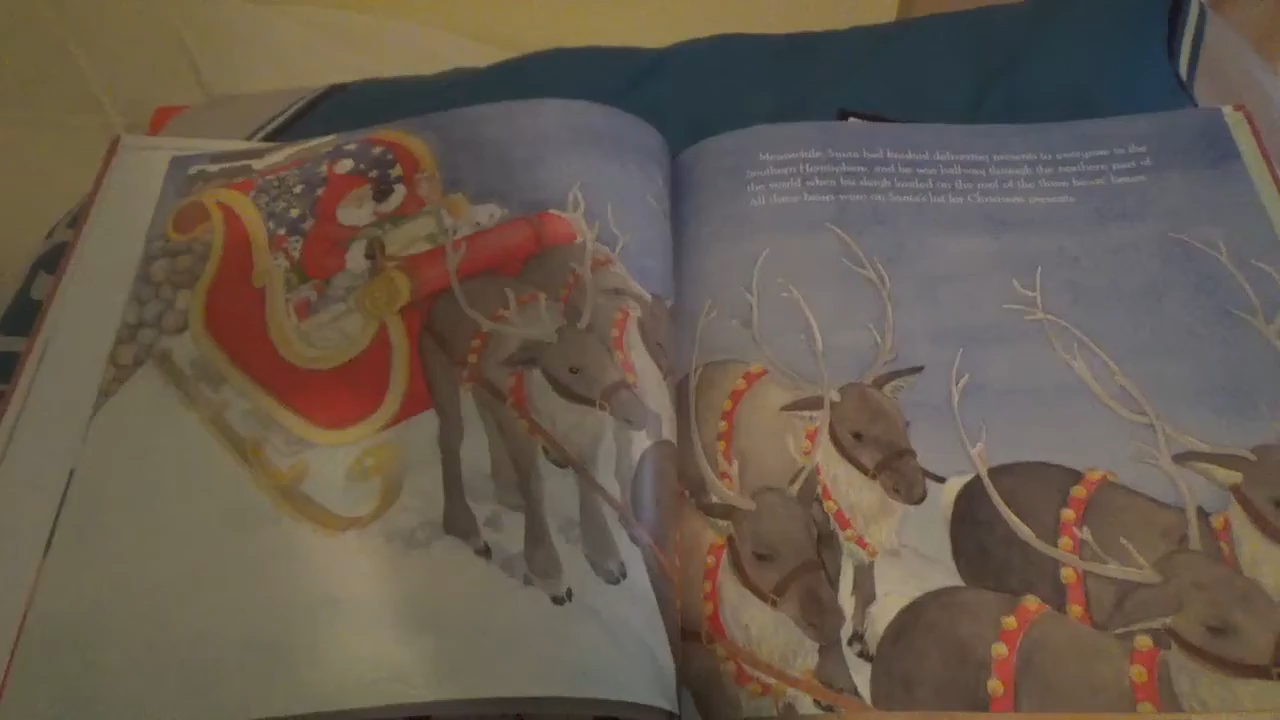 Meanwhile, Santa had finished delivering presents to everyone in the
Southern Hemisphere, and he was halfway through the northern part of
the world when his sleigh landed on the roof of the three bears' house.
All three bears were on Santa's list for Christmas presents.